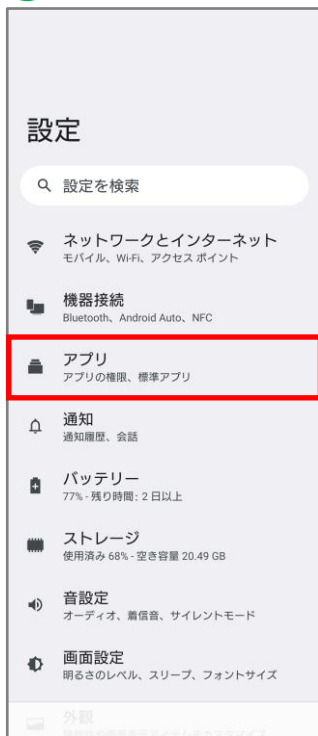 設定
設定を検索
ネットワークとインターネット
モバイル、Wi-Fi、アクセス ポイント
機器接続
Bluetooth、Android Auto、NFC
アプリ
アプリの権限、標準アプリ
通知
通知履歴、会話
バッテリー
77% - 残り時間: 2 日以上
ストレージ
使用済み 68% - 空き容量 20.49 GB
音設定
オーディオ、着信音、サイレントモード
画面設定
明るさのレベル、スリープ、フォントサイズ
外観